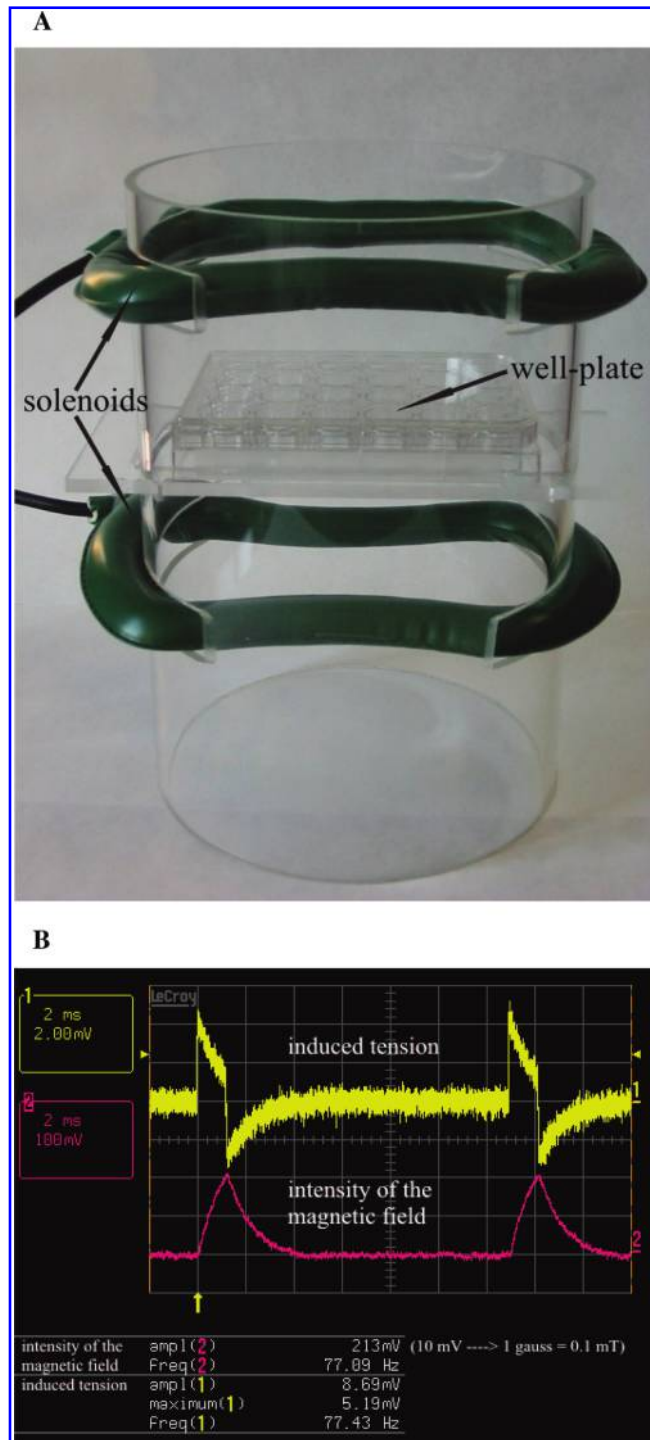 A
solenoids
well-plate
B
1
2 ms
2.00mV
2
2 ms
100mV
LeCroy
induced tension
1
intensity of the
magnetic field
2
intensity of the ampl(2) 213mV (10 mV ----> 1 gauss = 0.1 mT)
magnetic field freq(2) 77.09 Hz
induced tension ampl(1) 8.69mV
maximum(1) 5.19mV
freq(1) 77.43 Hz